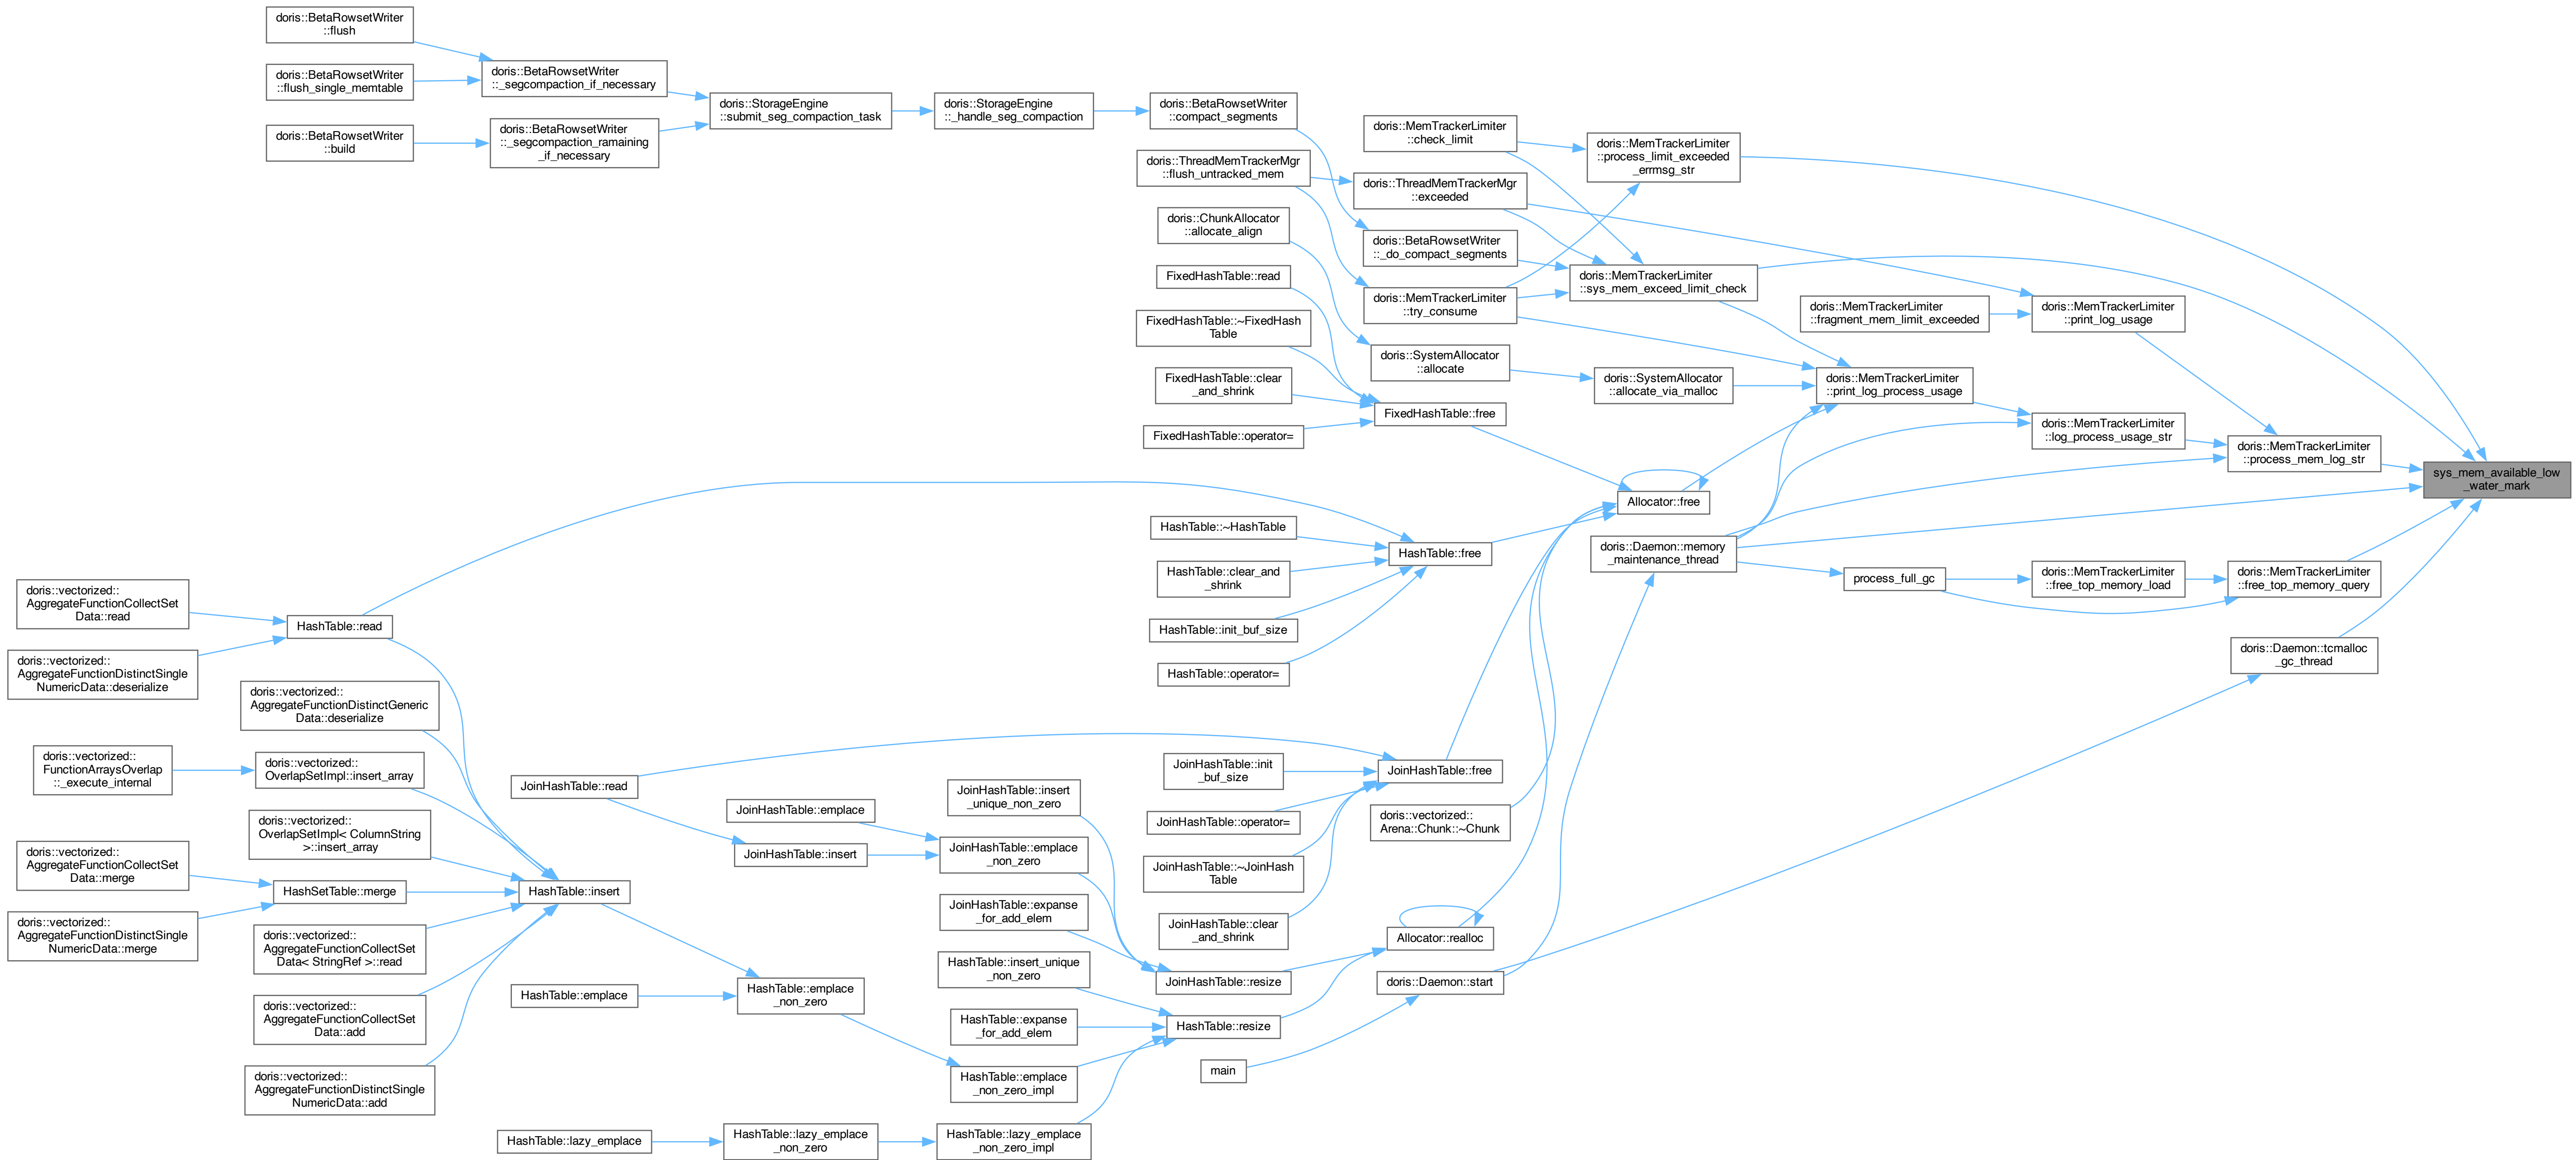 doris::BetaRowsetWriter
::flush
doris::BetaRowsetWriter
::flush_single_memtable
doris::BetaRowsetWriter
::build
doris::BetaRowsetWriter
::_segcompaction_if_necessary
doris::BetaRowsetWriter
::_segcompaction_ramaining
_if_necessary
doris::StorageEngine
::submit_seg_compaction_task
doris::StorageEngine
::_handle_seg_compaction
doris::BetaRowsetWriter
::compact_segments
doris::ThreadMemTrackerMgr
::flush_untracked_mem
doris::ChunkAllocator
::allocate_align
FixedHashTable::read
FixedHashTable::~FixedHash
Table
FixedHashTable::clear
_and_shrink
FixedHashTable::operator=
doris::MemTrackerLimiter
::check_limit
doris::ThreadMemTrackerMgr
::exceeded
doris::BetaRowsetWriter
::_do_compact_segments
doris::MemTrackerLimiter
::try_consume
doris::SystemAllocator
::allocate
FixedHashTable::free
doris::MemTrackerLimiter
::process_limit_exceeded
_errmsg_str
doris::MemTrackerLimiter
::sys_mem_exceed_limit_check
doris::SystemAllocator
::allocate_via_malloc
doris::MemTrackerLimiter
::fragment_mem_limit_exceeded
doris::MemTrackerLimiter
::print_log_process_usage
doris::MemTrackerLimiter
::print_log_usage
doris::MemTrackerLimiter
::log_process_usage_str
doris::MemTrackerLimiter
::process_mem_log_str
sys_mem_available_low
_water_mark
Allocator::free
doris::Daemon::memory
_maintenance_thread
process_full_gc
doris::MemTrackerLimiter
::free_top_memory_load
doris::MemTrackerLimiter
::free_top_memory_query
doris::Daemon::tcmalloc
_gc_thread
HashTable::~HashTable
HashTable::clear_and
_shrink
HashTable::init_buf_size
HashTable::operator=
HashTable::free
doris::vectorized::
AggregateFunctionCollectSet
Data::read
doris::vectorized::
AggregateFunctionDistinctSingle
NumericData::deserialize
HashTable::read
doris::vectorized::
AggregateFunctionDistinctGeneric
Data::deserialize
doris::vectorized::
FunctionArraysOverlap
::_execute_internal
doris::vectorized::
OverlapSetImpl::insert_array
doris::vectorized::
OverlapSetImpl< ColumnString
>::insert_array
doris::vectorized::
AggregateFunctionCollectSet
Data::merge
doris::vectorized::
AggregateFunctionDistinctSingle
NumericData::merge
HashSetTable::merge
doris::vectorized::
AggregateFunctionCollectSet
Data< StringRef >::read
doris::vectorized::
AggregateFunctionCollectSet
Data::add
doris::vectorized::
AggregateFunctionDistinctSingle
NumericData::add
HashTable::insert
JoinHashTable::read
JoinHashTable::emplace
JoinHashTable::insert
JoinHashTable::insert
_unique_non_zero
JoinHashTable::emplace
_non_zero
JoinHashTable::expanse
_for_add_elem
HashTable::insert_unique
_non_zero
HashTable::expanse
_for_add_elem
HashTable::emplace
_non_zero_impl
HashTable::emplace
HashTable::emplace
_non_zero
HashTable::lazy_emplace
HashTable::lazy_emplace
_non_zero
HashTable::lazy_emplace
_non_zero_impl
JoinHashTable::init
_buf_size
JoinHashTable::operator=
JoinHashTable::~JoinHash
Table
JoinHashTable::clear
_and_shrink
JoinHashTable::resize
HashTable::resize
main
JoinHashTable::free
doris::vectorized::
Arena::Chunk::~Chunk
Allocator::realloc
doris::Daemon::start